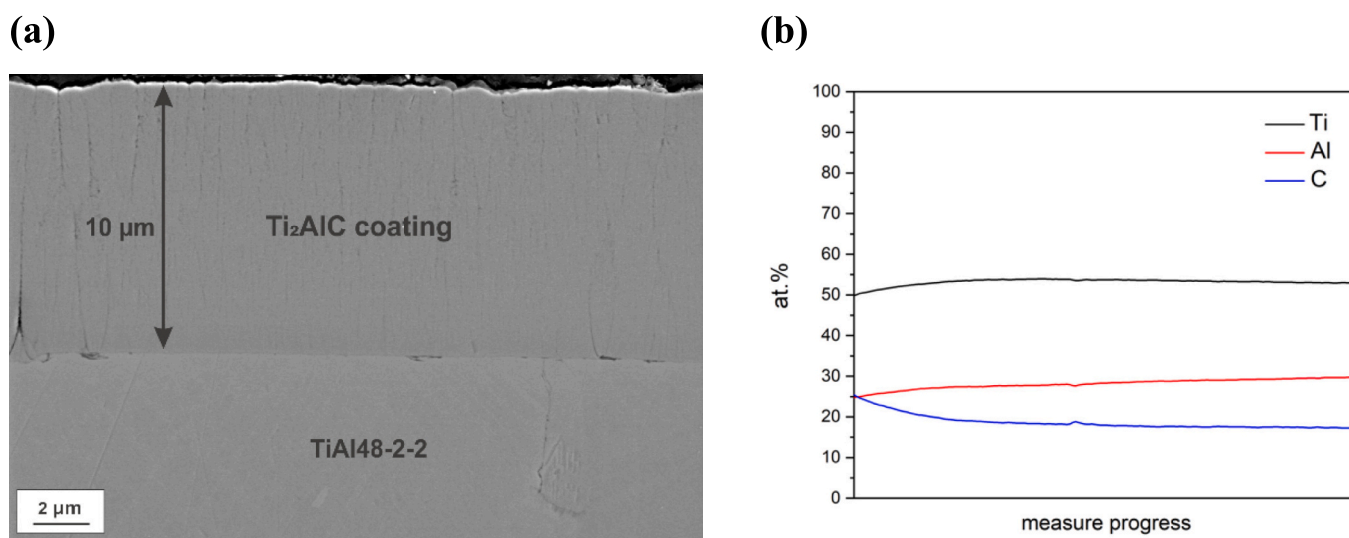 (a)
10 µm
Ti₂AlC coating
TiAl48-2-2
2 µm
(b)
100
90
80
70
60
50
40
30
20
10
0
at.%
Ti
Al
C
measure progress